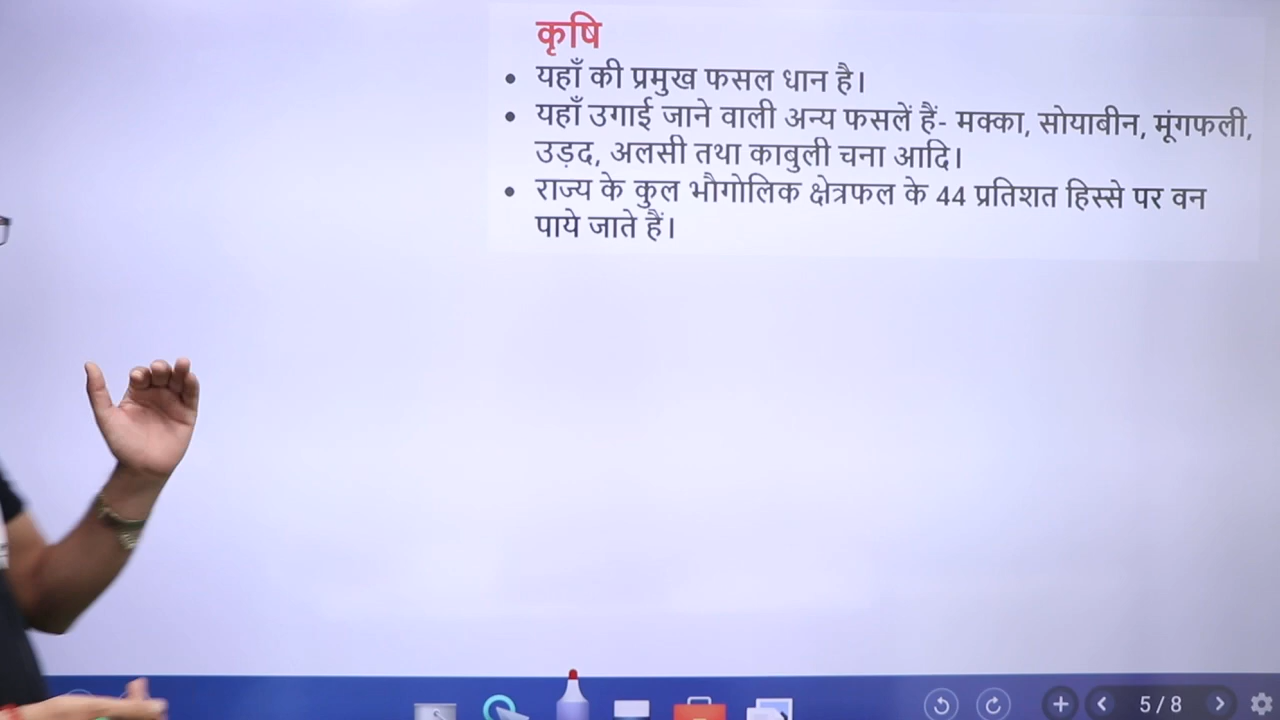 कृषि
• यहाँ की प्रमुख फसल धान है।
• यहाँ उगाई जाने वाली अन्य फसलें हैं- मक्का, सोयाबीन, मूंगफली,
उड़द, अलसी तथा काबुली चना आदि।
• राज्य के कुल भौगोलिक क्षेत्रफल के 44 प्रतिशत हिस्से पर वन
पाये जाते हैं।
5 / 8